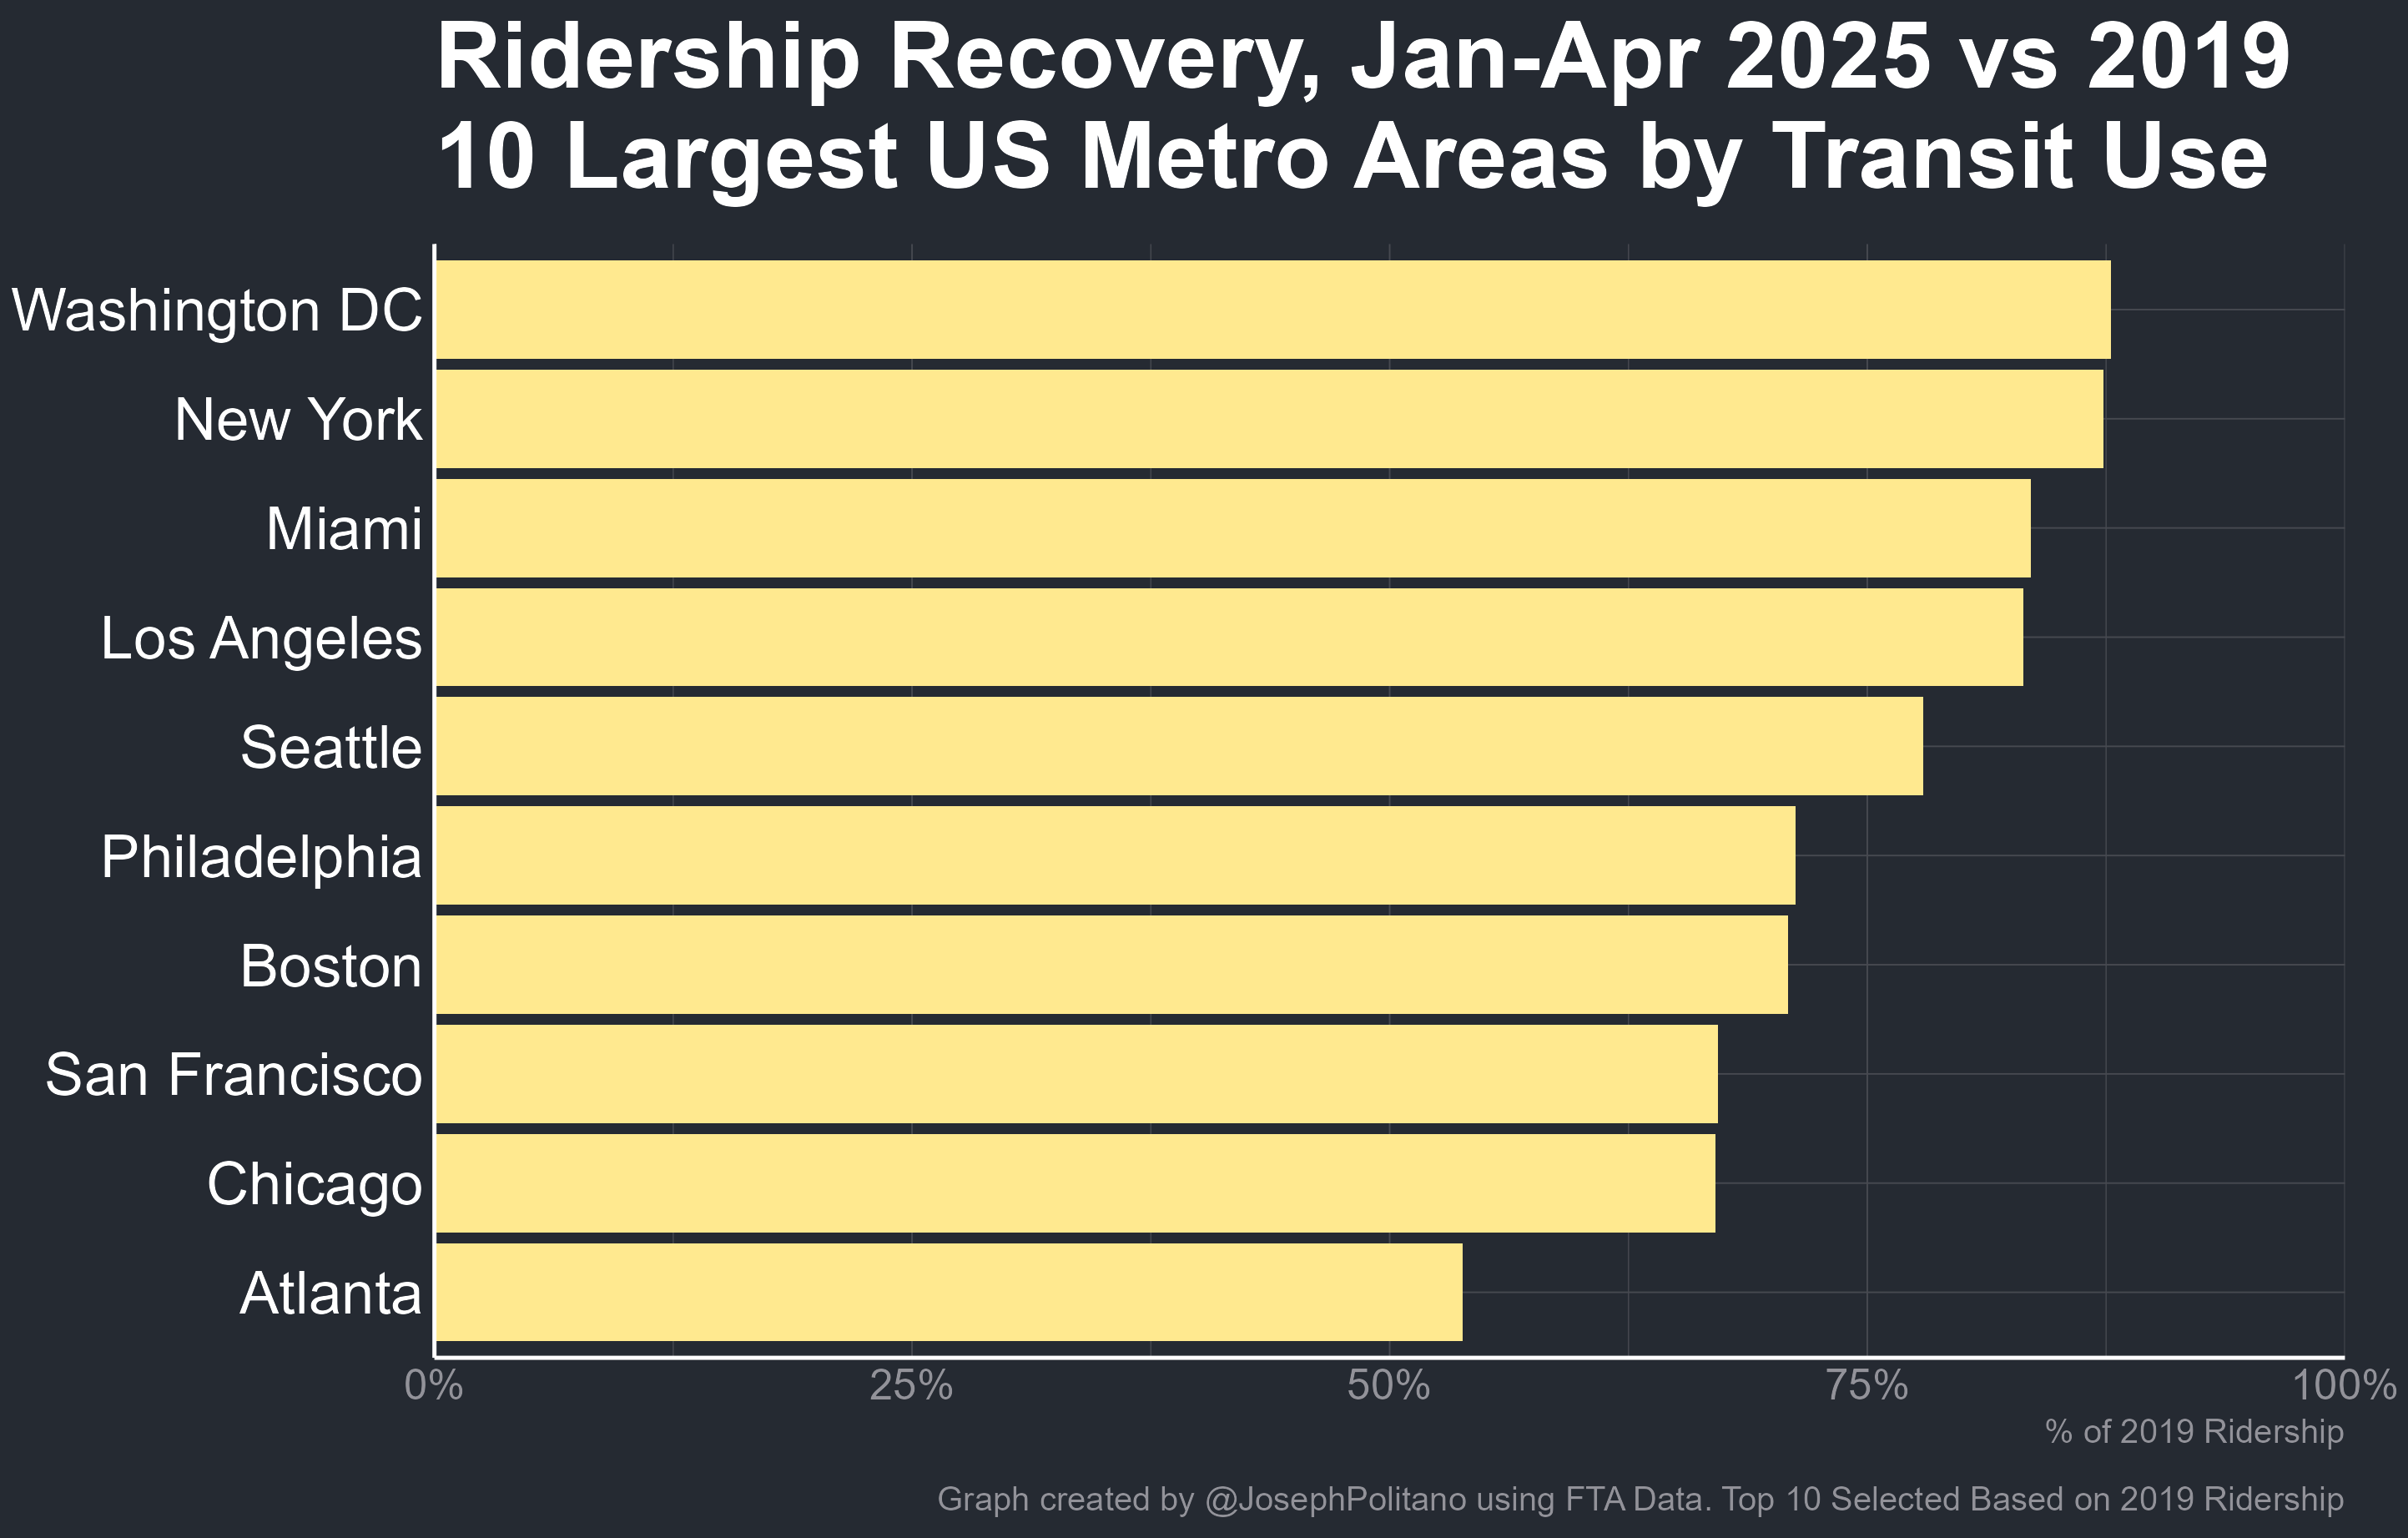 Ridership Recovery, Jan-Apr 2025 vs 2019
10 Largest US Metro Areas by Transit Use
Washington DC
New York
Miami
Los Angeles
Seattle
Philadelphia
Boston
San Francisco
Chicago
Atlanta
0% 25% 50% 75% 100%
% of 2019 Ridership
Graph created by @JosephPolitano using FTA Data. Top 10 Selected Based on 2019 Ridership